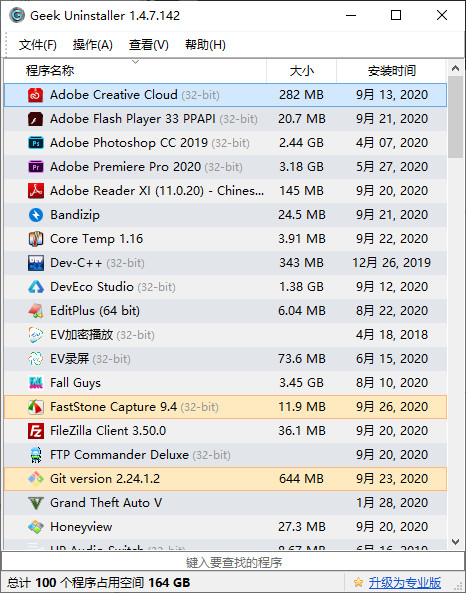 Geek Uninstaller 1.4.7.142
文件(F) 操作(A) 查看(V) 帮助(H)
程序名称 大小 安装时间
Adobe Creative Cloud (32-bit) 282 MB 9月 13, 2020
Adobe Flash Player 33 PPAPI (32-bit) 20.7 MB 9月 21, 2020
Adobe Photoshop CC 2019 (32-bit) 2.44 GB 4月 07, 2020
Adobe Premiere Pro 2020 (32-bit) 3.18 GB 5月 27, 2020
Adobe Reader XI (11.0.20) - Chines... 145 MB 9月 20, 2020
Bandizip 24.5 MB 9月 21, 2020
Core Temp 1.16 3.91 MB 9月 22, 2020
Dev-C++ (32-bit) 343 MB 12月 26, 2019
DevEco Studio (32-bit) 1.38 GB 9月 12, 2020
EditPlus (64 bit) 6.04 MB 8月 22, 2020
EV加密播放 (32-bit) 4月 18, 2018
EV录屏 (32-bit) 73.6 MB 6月 15, 2020
Fall Guys 3.45 GB 8月 10, 2020
FastStone Capture 9.4 (32-bit) 11.9 MB 9月 26, 2020
FileZilla Client 3.50.0 36.1 MB 9月 20, 2020
FTP Commander Deluxe (32-bit) 9月 20, 2020
Git version 2.24.1.2 644 MB 9月 23, 2020
Grand Theft Auto V 1月 28, 2020
Honeyview 27.3 MB 9月 20, 2020
HP Audio Switch (32-bit) 8.67 MB 6月 16, 2019
键入要查找的程序
总计 100 个程序占用空间 164 GB 升级为专业版